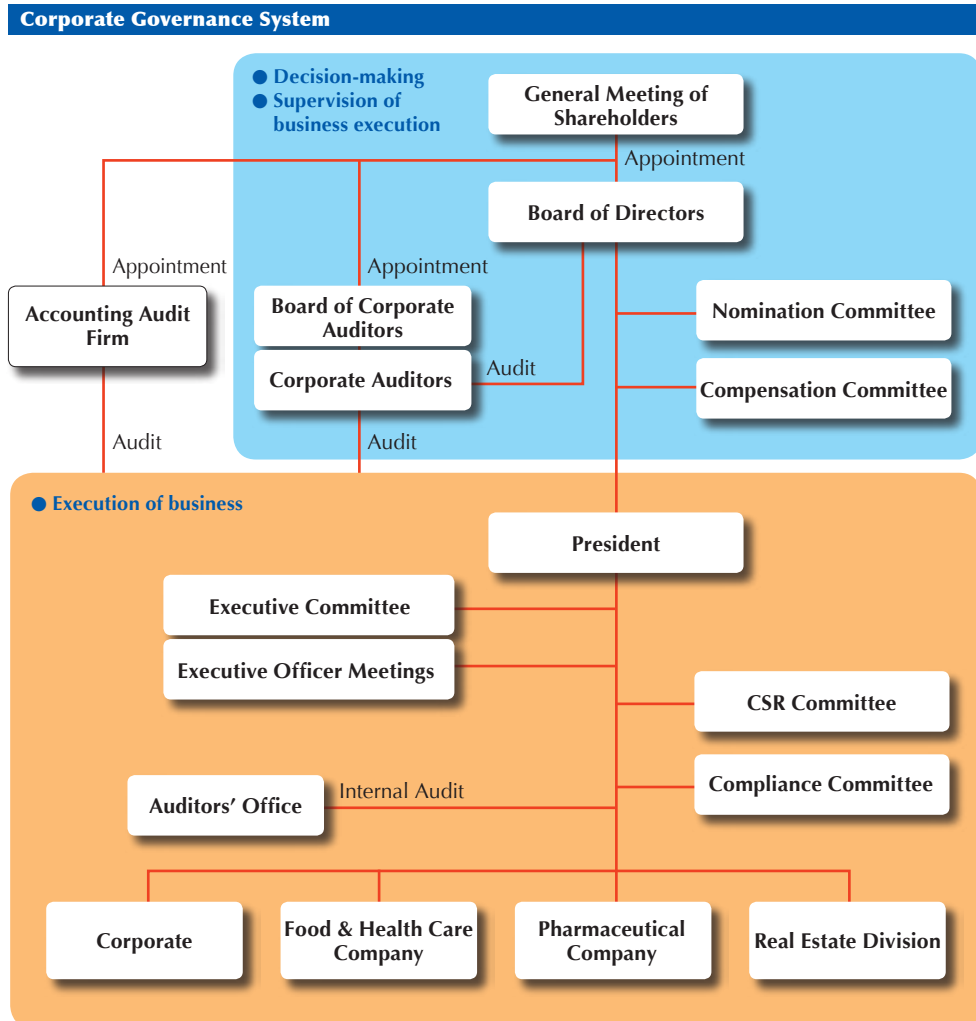 Corporate Governance System
● Decision-making
● Supervision of
business execution
General Meeting of
Shareholders
Appointment
Board of Directors
Appointment
Appointment
Accounting Audit
Firm
Board of Corporate
Auditors
Nomination Committee
Corporate Auditors
Audit
Compensation Committee
Audit
Audit
● Execution of business
President
Executive Committee
Executive Officer Meetings
CSR Committee
Compliance Committee
Auditors’ Office
Internal Audit
Corporate
Food & Health Care
Company
Pharmaceutical
Company
Real Estate Division